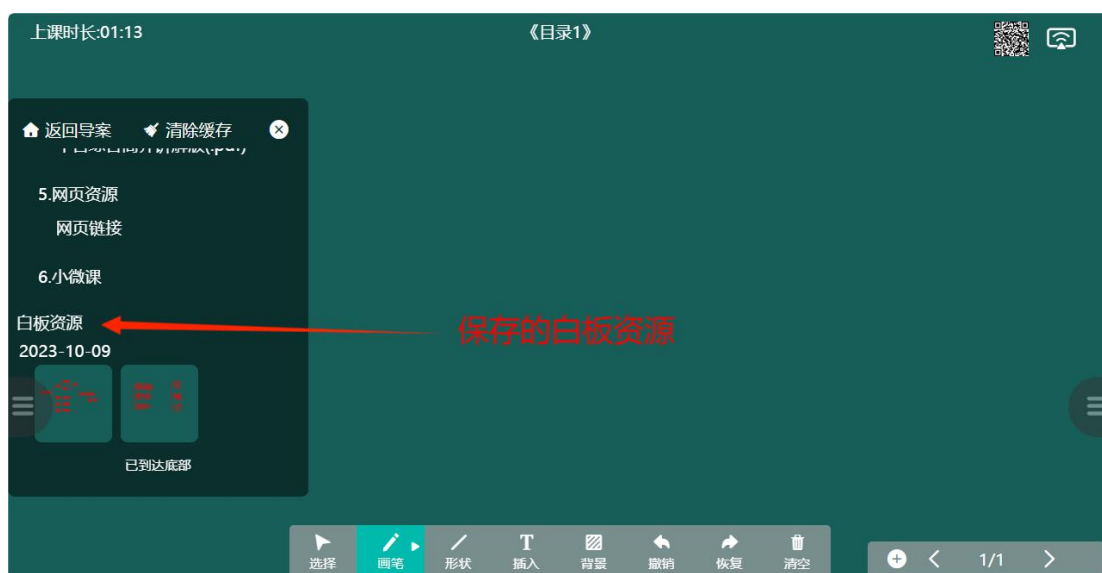 上课时长:01:13
《目录1》
返回导案 清除缓存
5.网页资源
网页链接
6.小微课
白板资源
保存的白板资源
2023-10-09
已到达底部
选择 画笔 形状 T 插入 背景 撤销 恢复 清空
1/1